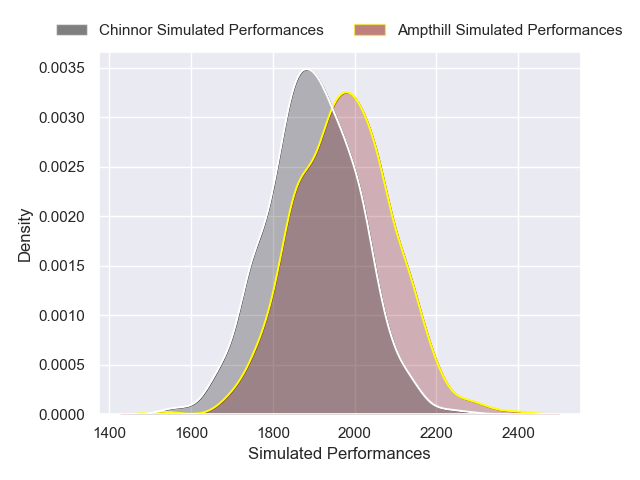 Chinnor Simulated Performances Ampthill Simulated Performances
0.0035
0.0030
0.0025
0.0020
0.0015
0.0010
0.0005
0.0000
Density
1400 1600 1800 2000 2200 2400
Simulated Performances